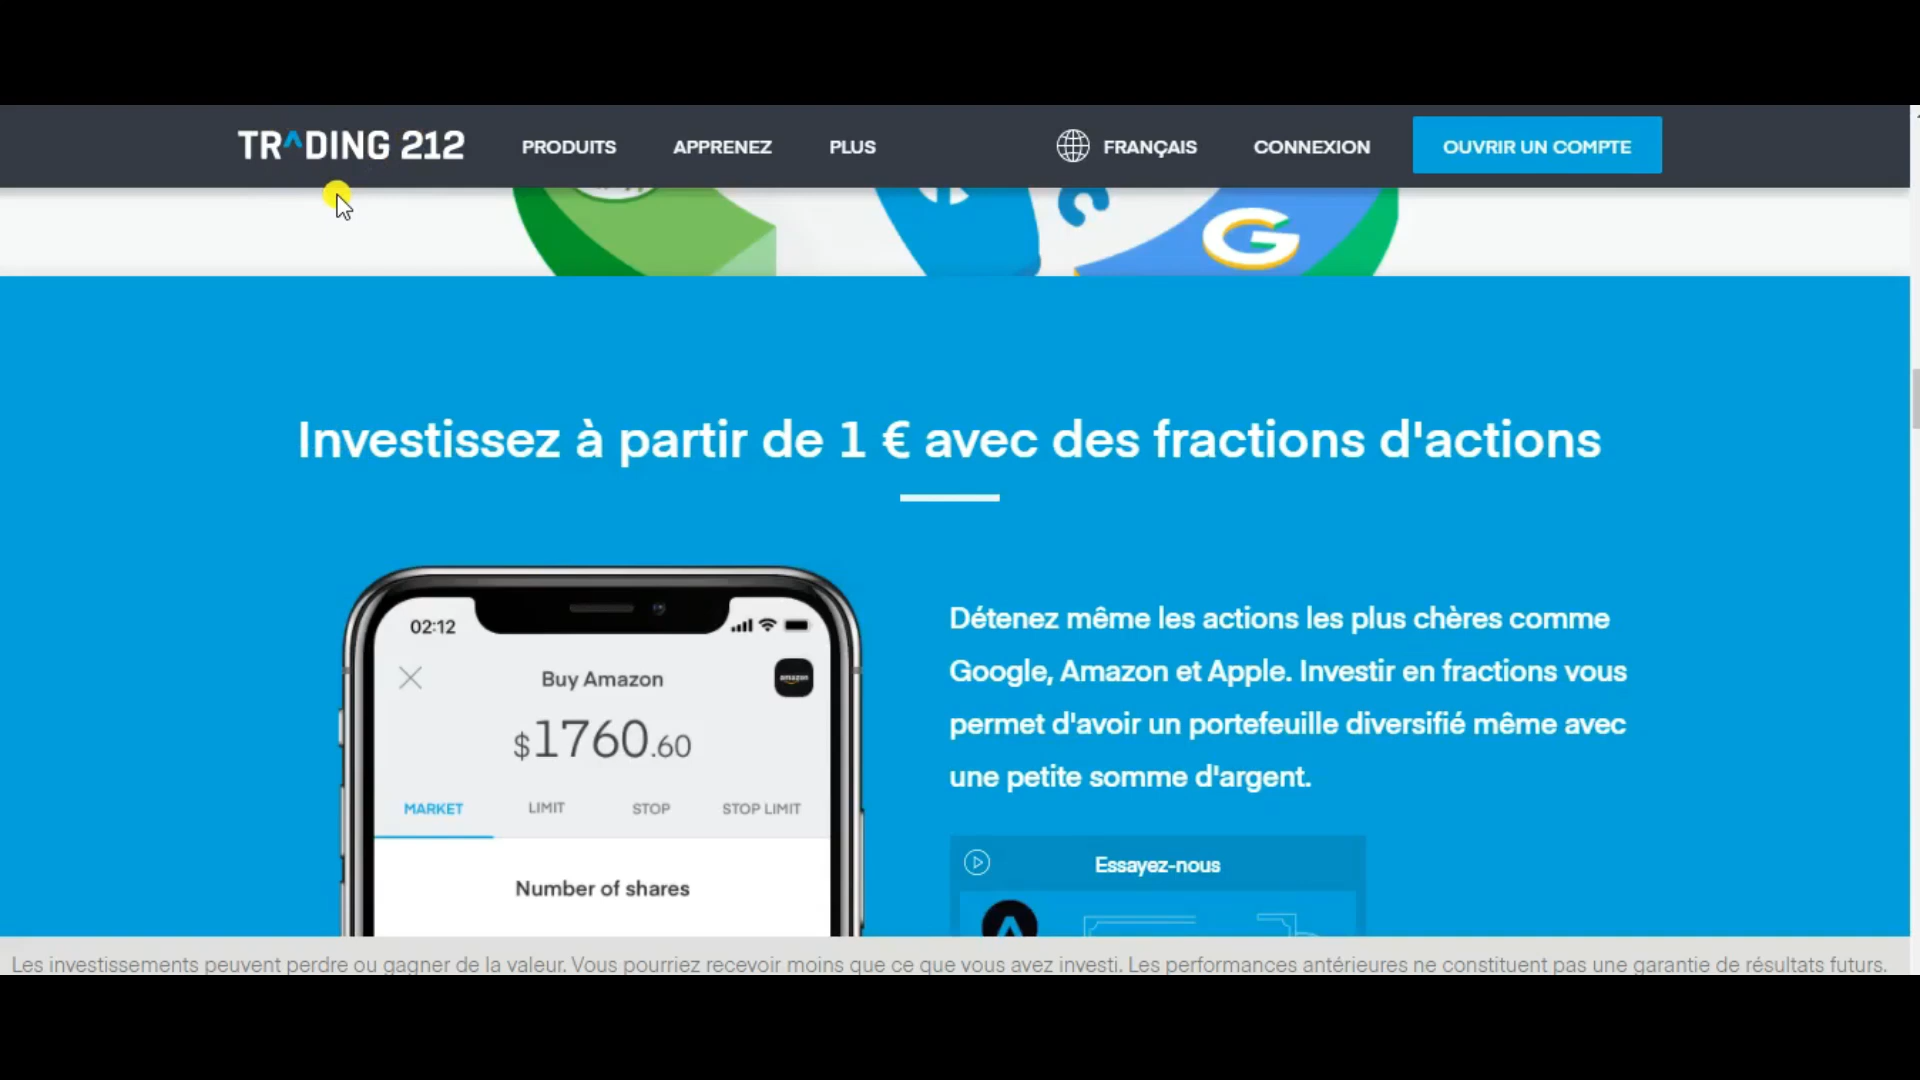 TR^DING 212
PRODUITS
APPRENEZ
PLUS
FRANÇAIS
CONNEXION
OUVRIR UN COMPTE
G
Investissez à partir de 1 € avec des fractions d'actions
02:12
Buy Amazon
amazon
$1760.60
MARKET
LIMIT
STOP
STOP LIMIT
Number of shares
Détenez même les actions les plus chères comme
Google, Amazon et Apple. Investir en fractions vous
permet d'avoir un portefeuille diversifié même avec
une petite somme d'argent.
Essayez-nous
Les investissements peuvent perdre ou gagner de la valeur. Vous pourriez recevoir moins que ce que vous avez investi. Les performances antérieures ne constituent pas une garantie de résultats futurs.